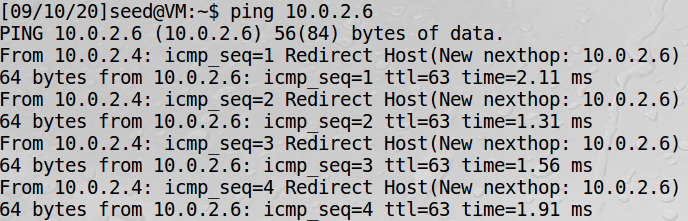 [09/10/20]seed@VM:~$ ping 10.0.2.6
PING 10.0.2.6 (10.0.2.6) 56(84) bytes of data.
From 10.0.2.4: icmp_seq=1 Redirect Host(New nexthop: 10.0.2.6)
64 bytes from 10.0.2.6: icmp_seq=1 ttl=63 time=2.11 ms
From 10.0.2.4: icmp_seq=2 Redirect Host(New nexthop: 10.0.2.6)
64 bytes from 10.0.2.6: icmp_seq=2 ttl=63 time=1.31 ms
From 10.0.2.4: icmp_seq=3 Redirect Host(New nexthop: 10.0.2.6)
64 bytes from 10.0.2.6: icmp_seq=3 ttl=63 time=1.56 ms
From 10.0.2.4: icmp_seq=4 Redirect Host(New nexthop: 10.0.2.6)
64 bytes from 10.0.2.6: icmp_seq=4 ttl=63 time=1.91 ms